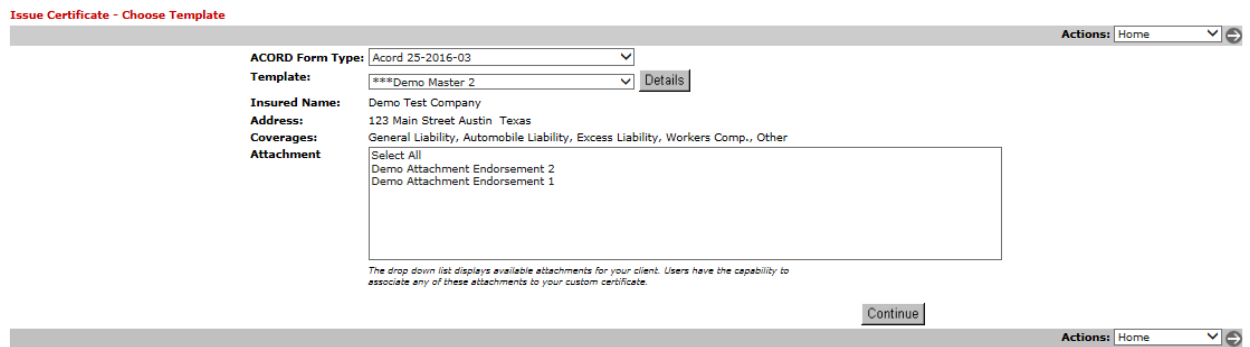 Issue Certificate - Choose Template
Actions: Home
ACORD Form Type: Acord 25-2016-03
Template: ***Demo Master 2 Details
Insured Name: Demo Test Company
Address: 123 Main Street Austin Texas
Coverages: General Liability, Automobile Liability, Excess Liability, Workers Comp., Other
Attachment Select All
Demo Attachment Endorsement 2
Demo Attachment Endorsement 1
The drop down list displays available attachments for your client. Users have the capability to
associate any of these attachments to your custom certificate.
Continue
Actions: Home